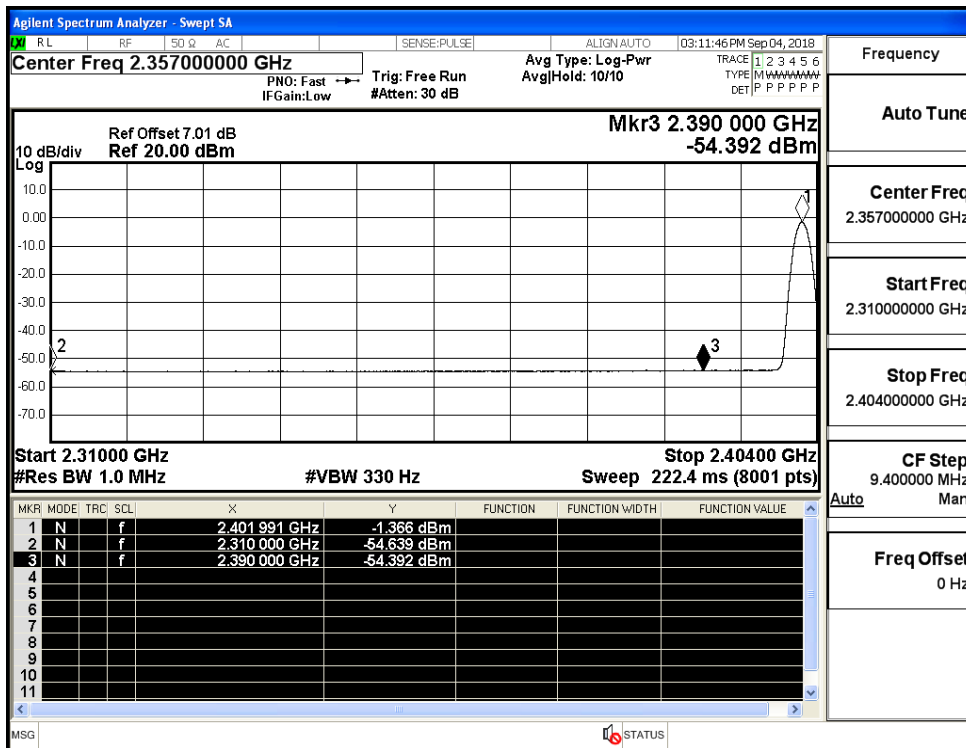 Agilent Spectrum Analyzer - Swept SA
LXI RL RF 50 Ω AC SENSE:PULSE ALIGN AUTO 03:11:46 PM Sep 04, 2018
Center Freq 2.357000000 GHz
PNO: Fast
IFGain:Low
Trig: Free Run
#Atten: 30 dB
Avg Type: Log-Pwr
Avg|Hold: 10/10
TRACE 1 2 3 4 5 6
TYPE M W W W W W
DET P P P P P P
Ref Offset 7.01 dB
10 dB/div Ref 20.00 dBm
Log
Mkr3 2.390 000 GHz
-54.392 dBm
10.0
0.00
-10.0
-20.0
-30.0
-40.0
-50.0
-60.0
-70.0
1
2
3
Start 2.31000 GHz Stop 2.40400 GHz
#Res BW 1.0 MHz #VBW 330 Hz Sweep 222.4 ms (8001 pts)
MKR MODE TRC SCL X Y FUNCTION FUNCTION WIDTH FUNCTION VALUE
1 N f 2.401 991 GHz -1.366 dBm
2 N f 2.310 000 GHz -54.639 dBm
3 N f 2.390 000 GHz -54.392 dBm
4
5
6
7
8
9
10
11
MSG STATUS
Frequency
Auto Tune
Center Freq
2.357000000 GHz
Start Freq
2.310000000 GHz
Stop Freq
2.404000000 GHz
CF Step
9.400000 MHz
Auto Man
Freq Offset
0 Hz